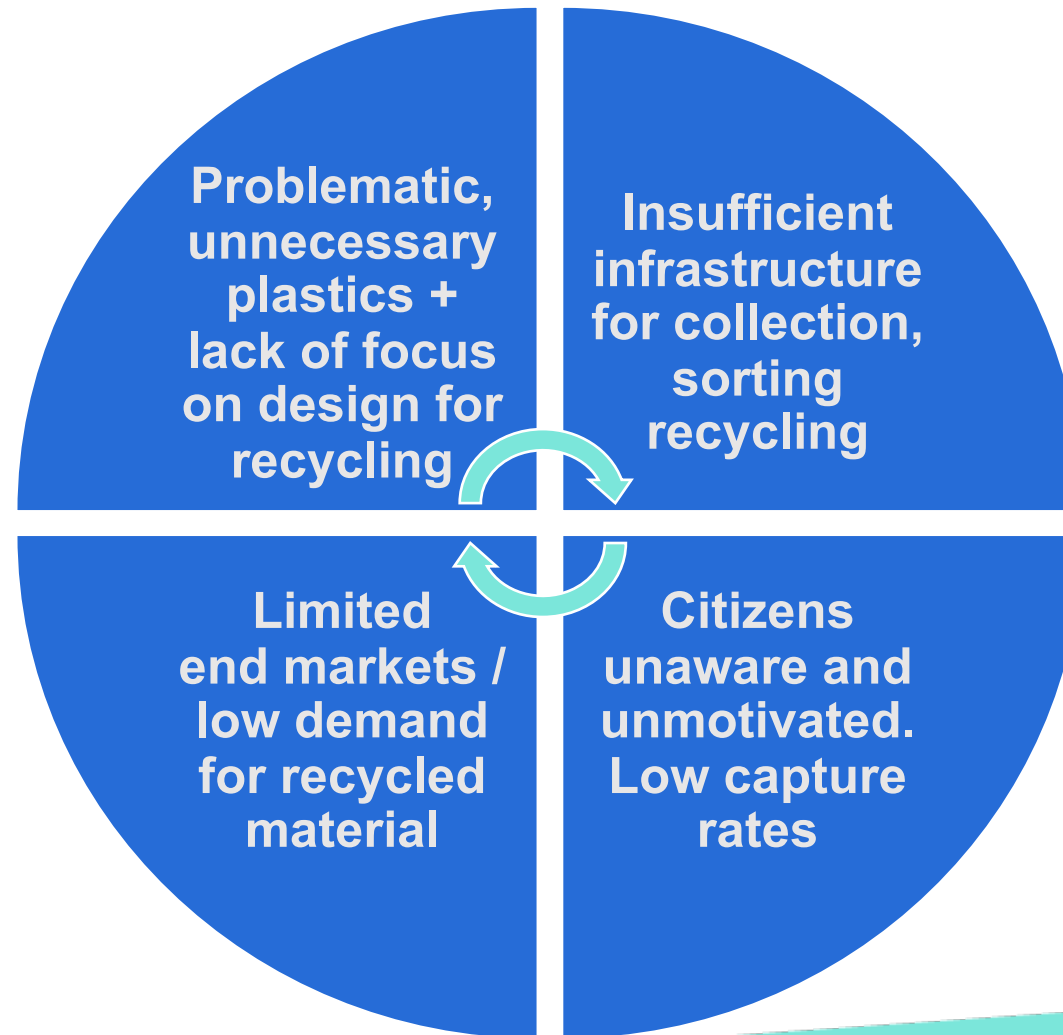 Problematic,
unnecessary
plastics +
lack of focus
on design for
recycling
Insufficient
infrastructure
for collection,
sorting
recycling
Limited
end markets /
low demand
for recycled
material
Citizens
unaware and
unmotivated.
Low capture
rates